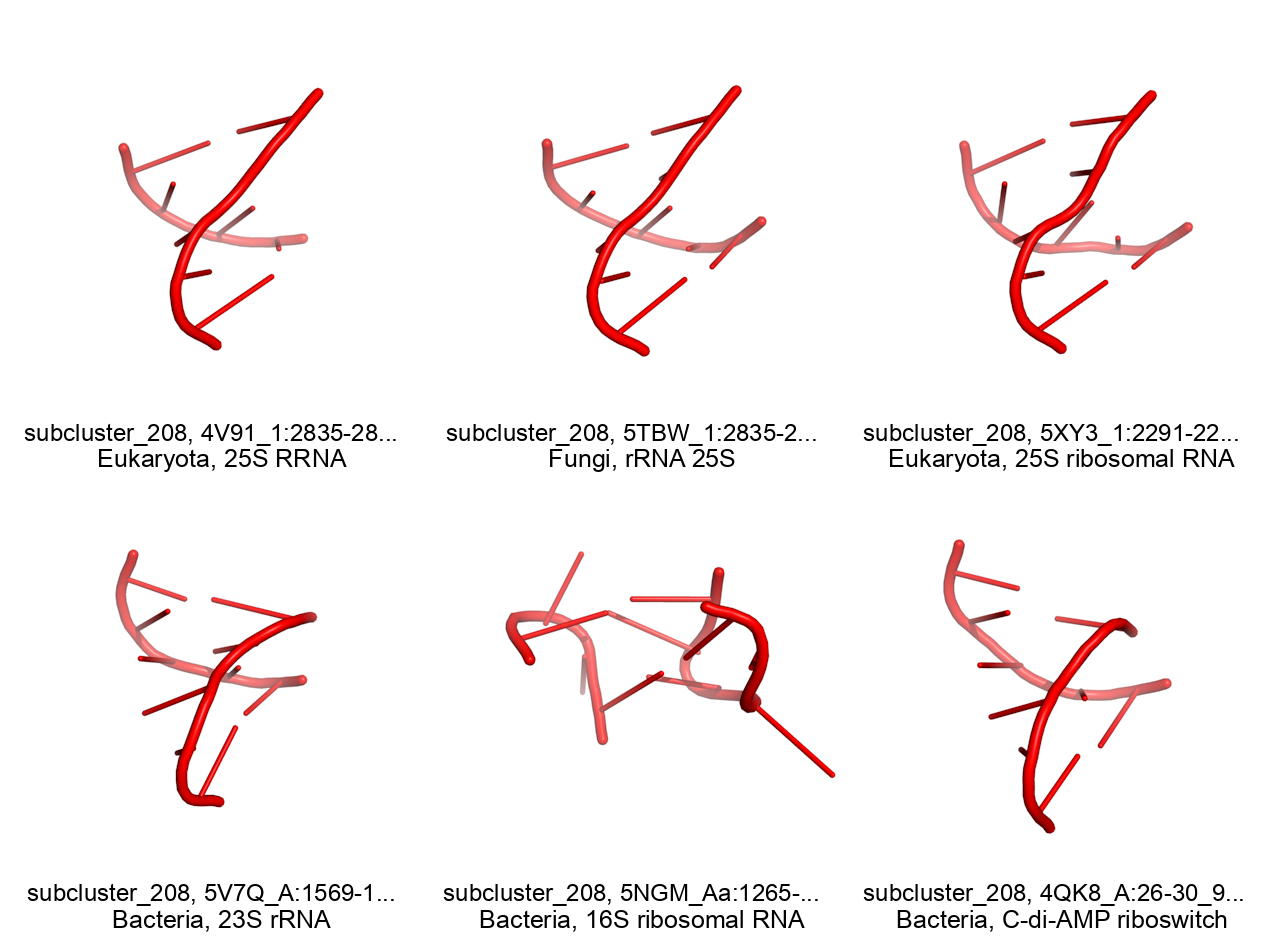 subcluster_208, 4V91_1:2835-28...
Eukaryota, 25S RRNA
subcluster_208, 5TBW_1:2835-2...
Fungi, rRNA 25S
subcluster_208, 5XY3_1:2291-22...
Eukaryota, 25S ribosomal RNA
subcluster_208, 5V7Q_A:1569-1...
Bacteria, 23S rRNA
subcluster_208, 5NGM_Aa:1265-...
Bacteria, 16S ribosomal RNA
subcluster_208, 4QK8_A:26-30_9...
Bacteria, C-di-AMP riboswitch